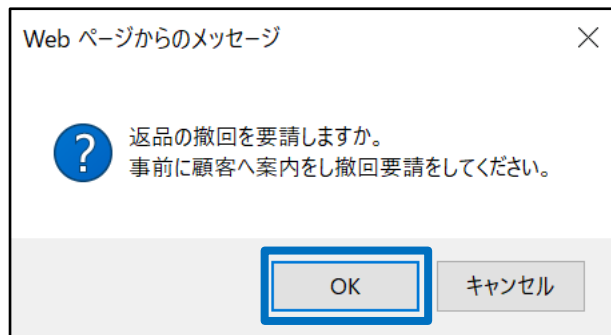 Web ページからのメッセージ
返品の撤回を要請しますか。
事前に顧客へ案内をし撤回要請をしてください。
OK
キャンセル